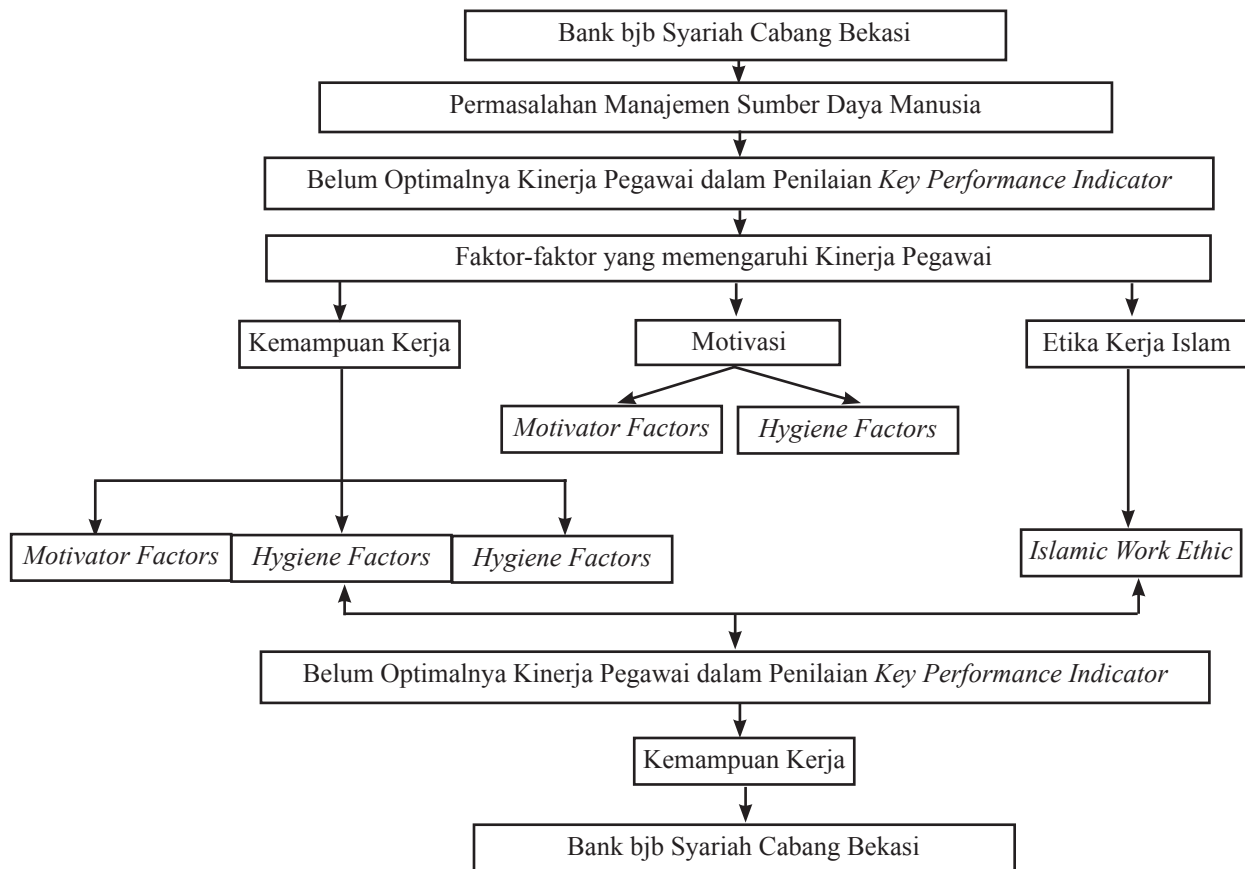 Bank bjb Syariah Cabang Bekasi
Permasalahan Manajemen Sumber Daya Manusia
Belum Optimalnya Kinerja Pegawai dalam Penilaian Key Performance Indicator
Faktor-faktor yang memengaruhi Kinerja Pegawai
Kemampuan Kerja
Motivasi
Etika Kerja Islam
Motivator Factors
Hygiene Factors
Motivator Factors
Hygiene Factors
Hygiene Factors
Islamic Work Ethic
Belum Optimalnya Kinerja Pegawai dalam Penilaian Key Performance Indicator
Kemampuan Kerja
Bank bjb Syariah Cabang Bekasi